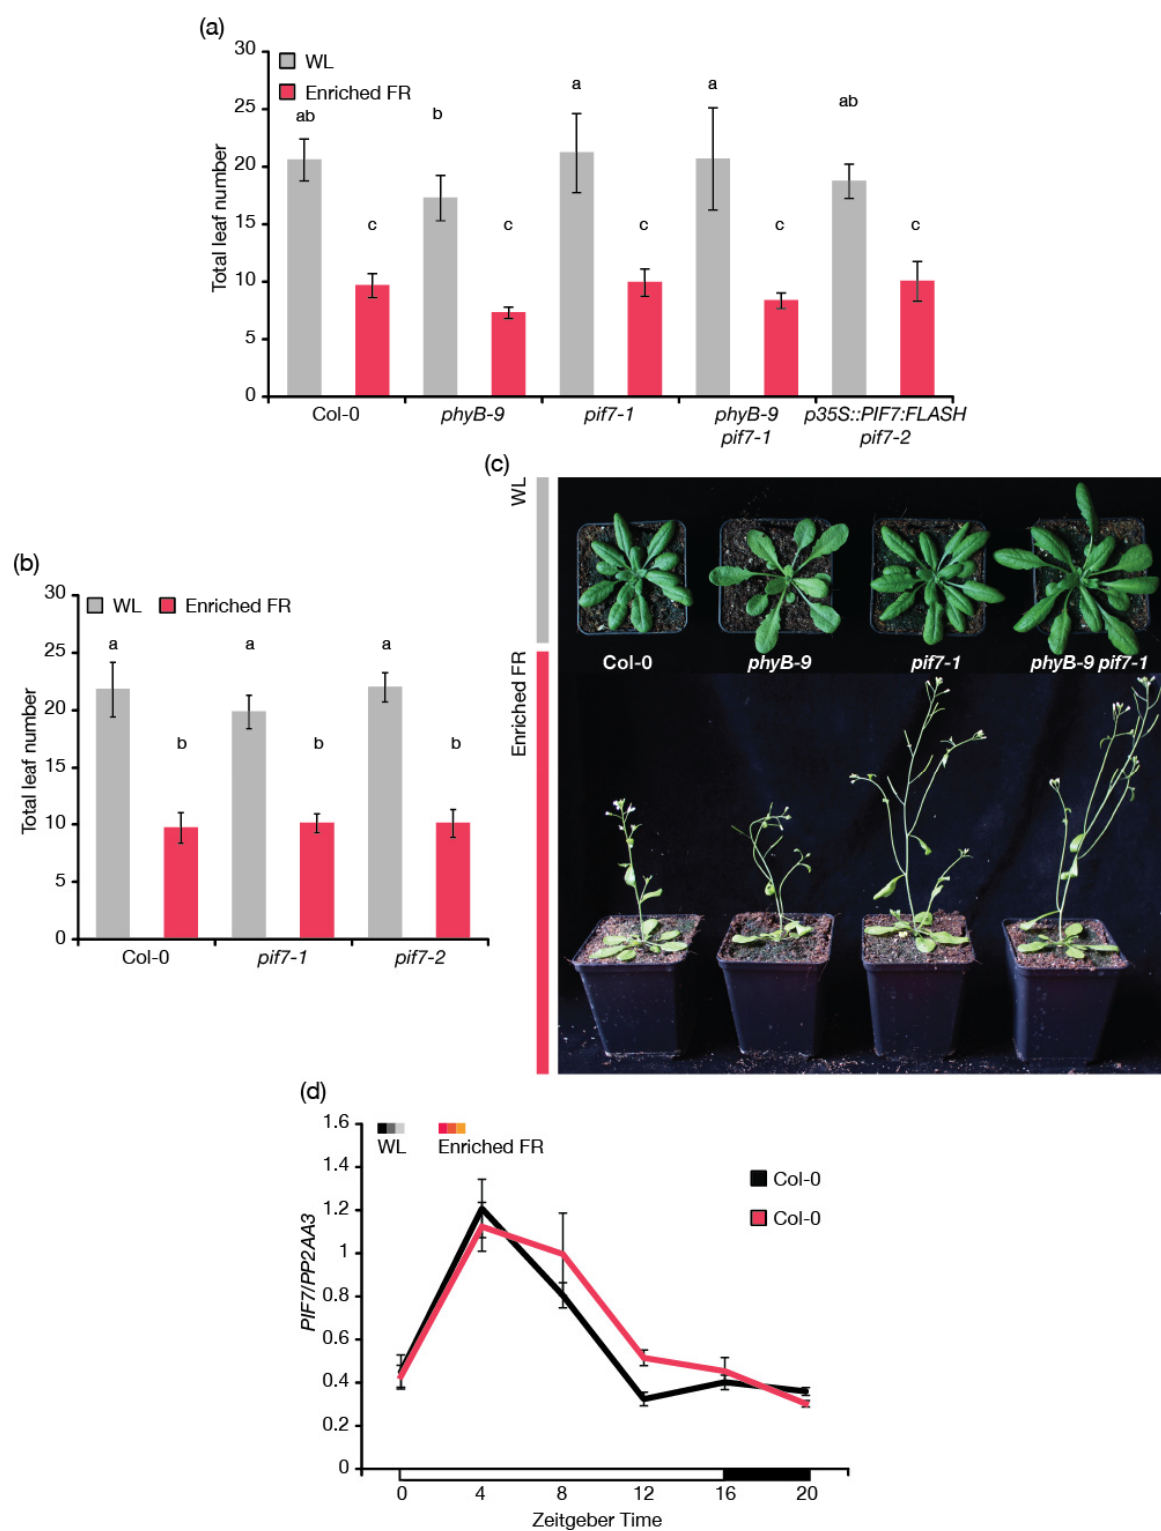 (a)
30
25
20
15
10
5
0
Total leaf number
WL
Enriched FR
ab
c
b
c
a
c
a
c
ab
c
Col-0
phyB-9
pif7-1
phyB-9
pif7-1
p35S::PIF7:FLASH
pif7-2
(b)
30
25
20
15
10
5
0
Total leaf number
WL
Enriched FR
a
b
a
b
a
b
Col-0
pif7-1
pif7-2
(c)
WL
Enriched FR
Col-0
phyB-9
pif7-1
phyB-9 pif7-1
(d)
1.6
1.4
1.2
1
0.8
0.6
0.4
0.2
0
PIF7/PP2AA3
WL
Enriched FR
Col-0
Col-0
0
4
8
12
16
20
Zeitgeber Time